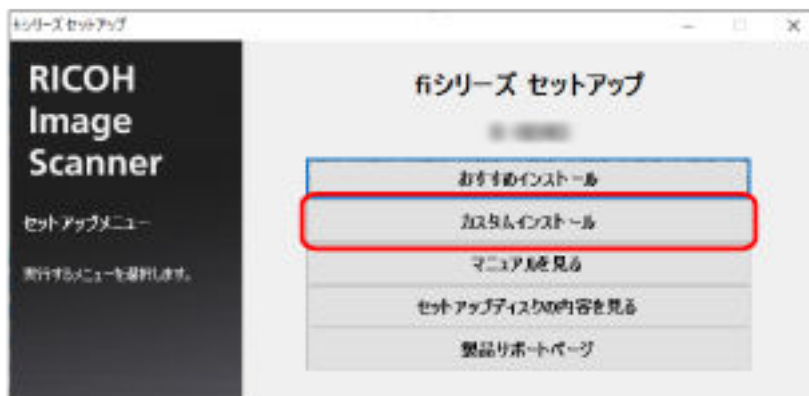 fiシリーズ セットアップ
RICOH
Image
Scanner
セットアップメニュー
実行するメニューを選択します。
fiシリーズ セットアップ
おすすめインストール
カスタムインストール
マニュアルを見る
セットアップディスクの内容を見る
製品サポートページ